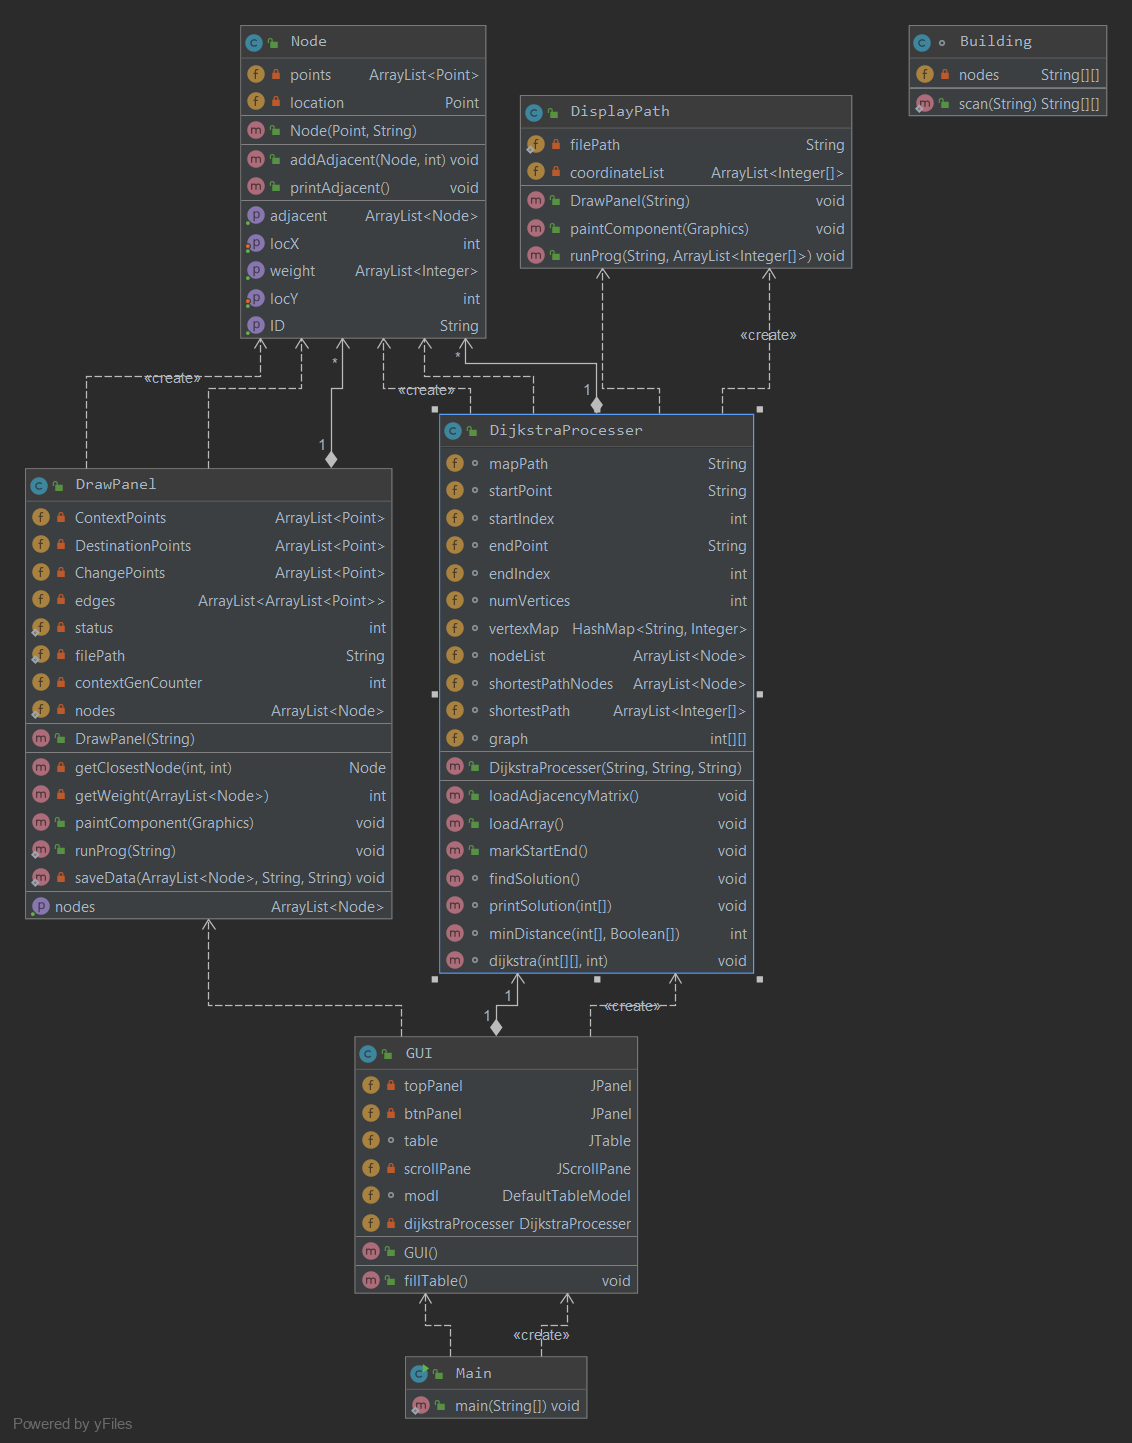 Node
points ArrayList<Point>
location Point
Node(Point, String)
addAdjacent(Node, int) void
printAdjacent() void
adjacent ArrayList<Node>
locX int
weight ArrayList<Integer>
locY int
ID String
Building
nodes String[][]
scan(String) String[][]
DisplayPath
filePath String
coordinateList ArrayList<Integer[]>
DrawPanel(String) void
paintComponent(Graphics) void
runProg(String, ArrayList<Integer[]>) void
«create»
*
*
«create»
«create»
1
1
DrawPanel
ContextPoints ArrayList<Point>
DestinationPoints ArrayList<Point>
ChangePoints ArrayList<Point>
edges ArrayList<ArrayList<Point>>
status int
filePath String
contextGenCounter int
nodes ArrayList<Node>
DrawPanel(String)
getClosestNode(int, int) Node
getWeight(ArrayList<Node>) int
paintComponent(Graphics) void
runProg(String) void
saveData(ArrayList<Node>, String, String) void
nodes ArrayList<Node>
DijkstraProcesser
mapPath String
startPoint String
startIndex int
endPoint String
endIndex int
numVertices int
vertexMap HashMap<String, Integer>
nodeList ArrayList<Node>
shortestPathNodes ArrayList<Node>
shortestPath ArrayList<Integer[]>
graph int[][]
DijkstraProcesser(String, String, String)
loadAdjacencyMatrix() void
loadArray() void
markStartEnd() void
findSolution() void
printSolution(int[]) void
minDistance(int[], Boolean[]) int
dijkstra(int[][], int) void
1
1
«create»
GUI
topPanel JPanel
btnPanel JPanel
table JTable
scrollPane JScrollPane
modl DefaultTableModel
dijkstraProcesser DijkstraProcesser
GUI()
fillTable() void
«create»
Main
main(String[]) void
Powered by yFiles